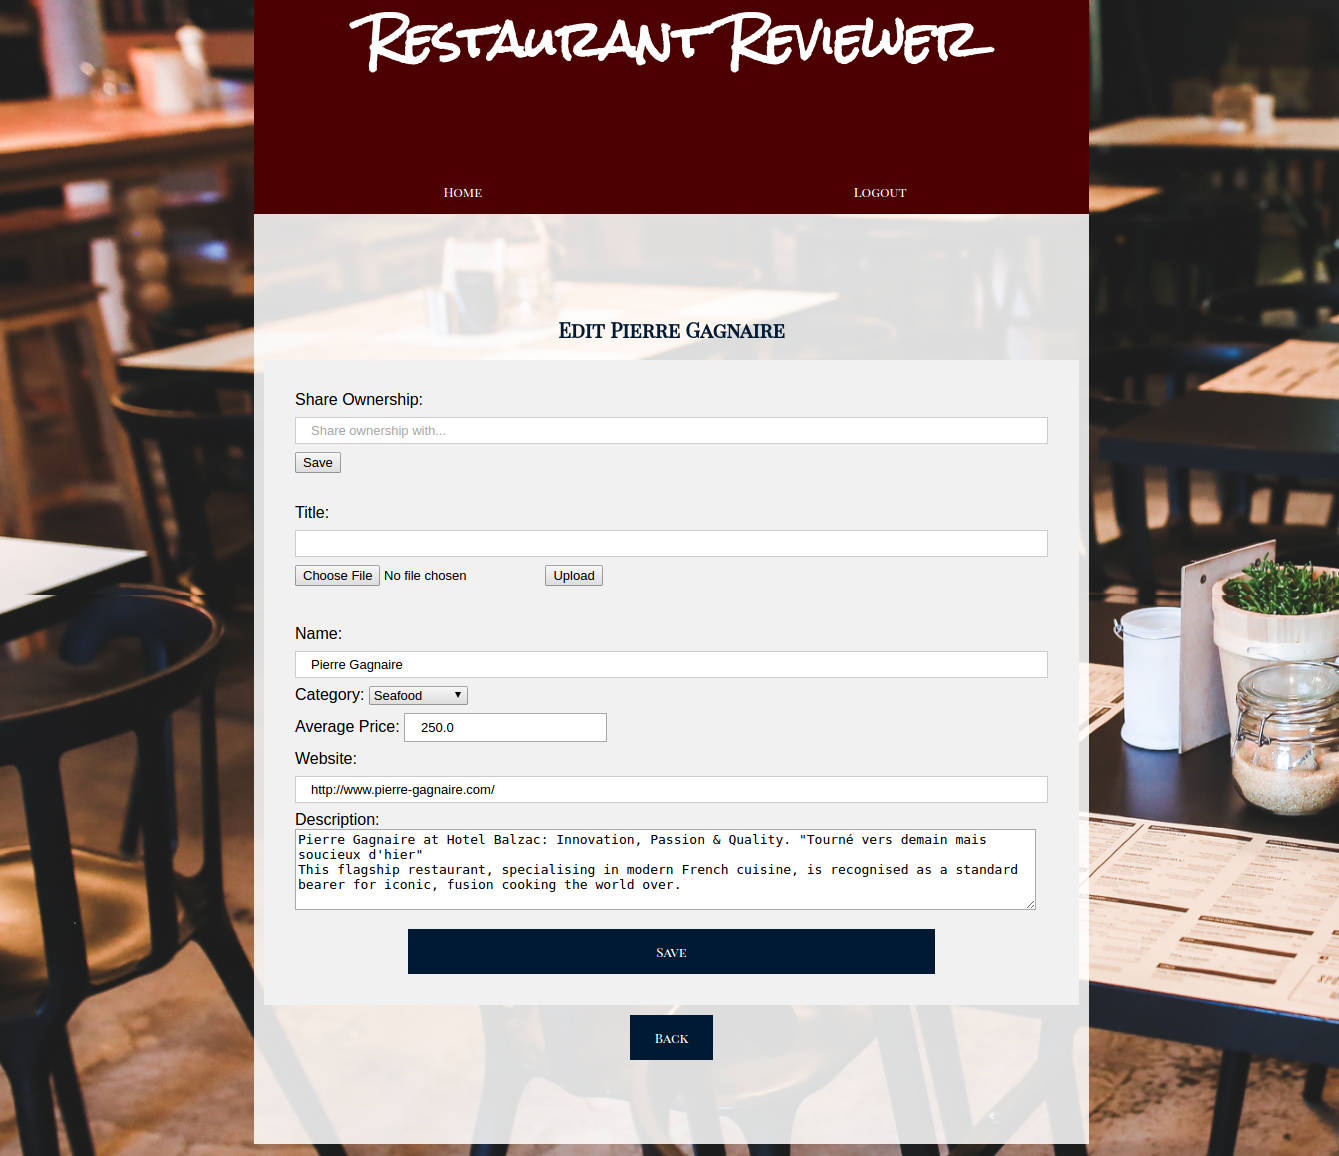 Restaurant Reviewer
Home
Logout
Edit Pierre Gagnaire
Share Ownership:
Share ownership with...
Save
Title:
Choose File No file chosen Upload
Name:
Pierre Gagnaire
Category: Seafood
Average Price: 250.0
Website:
http://www.pierre-gagnaire.com/
Description:
Pierre Gagnaire at Hotel Balzac: Innovation, Passion & Quality. "Tourné vers demain mais
soucieux d'hier"
This flagship restaurant, specialising in modern French cuisine, is recognised as a standard
bearer for iconic, fusion cooking the world over.
Save
Back